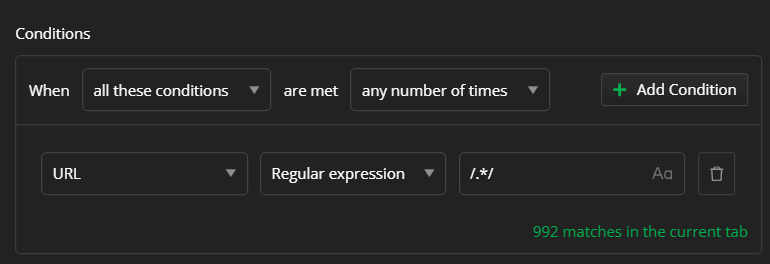 Conditions
When all these conditions are met any number of times + Add Condition
URL Regular expression /.*/ Aa
992 matches in the current tab